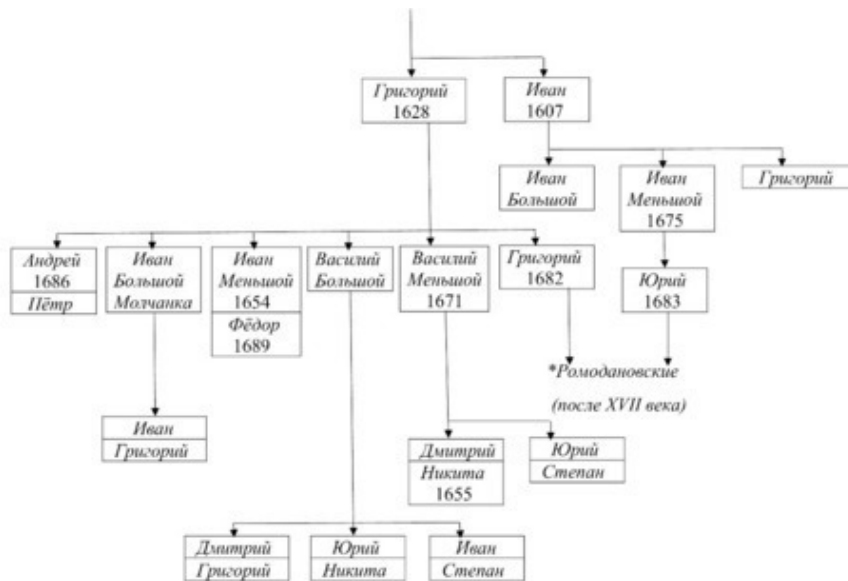 Григорий
1628
Иван
1607
Иван
Большой
Иван
Меньшой
1675
Григорий
Андрей
1686
Пётр
Иван
Большой
Молчанка
Иван
Меньшой
1654
Фёдор
1689
Василий
Большой
Василий
Меньшой
1671
Григорий
1682
Юрий
1683
*Ромодановские
(после XVII века)
Иван
Григорий
Дмитрий
Никита
1655
Юрий
Степан
Дмитрий
Григорий
Юрий
Никита
Иван
Степан